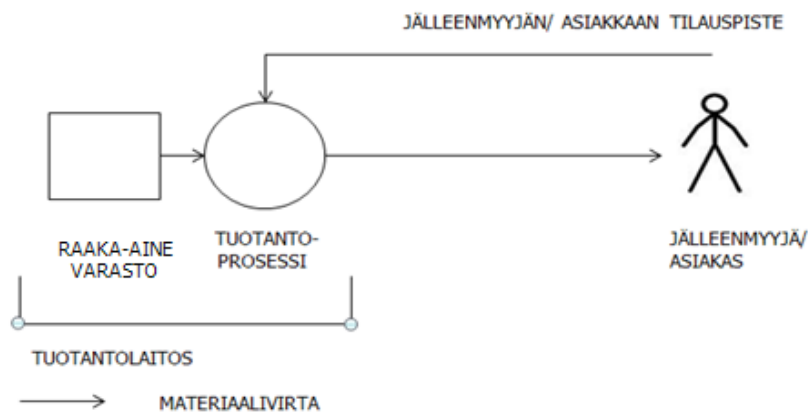 JÄLLEENMYYJÄN/ ASIAKKAAN TILAUSPISTE
RAAKA-AINE
VARASTO
TUOTANTO-
PROSESSI
JÄLLEENMYYJÄ/
ASIAKAS
TUOTANTOLAITOS
MATERIAALIVIRTA